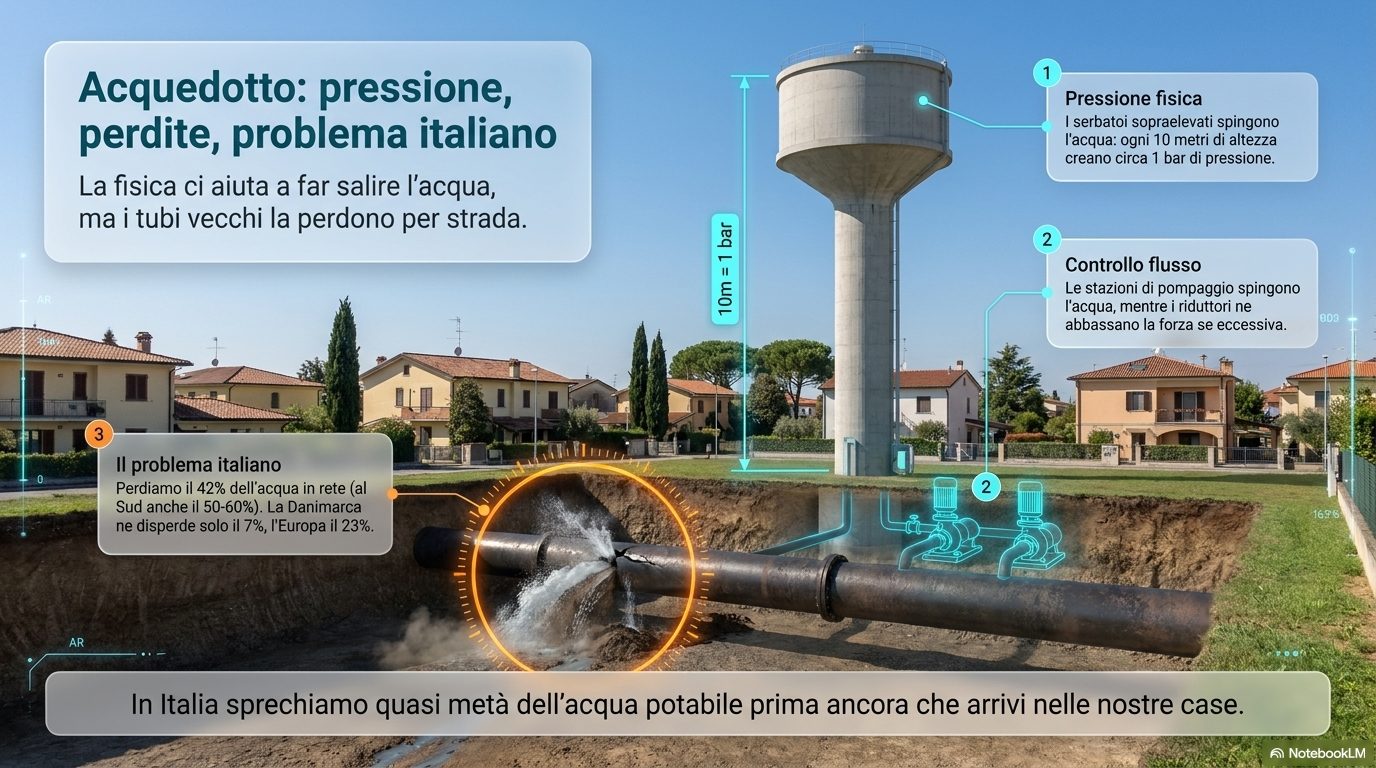 Acquedotto: pressione,
perdite, problema italiano
La fisica ci aiuta a far salire l'acqua,
ma i tubi vecchi la perdono per strada.
10m = 1 bar
1
Pressione fisica
I serbatoi sopraelevati spingono
l'acqua: ogni 10 metri di altezza
creano circa 1 bar di pressione.
2
Controllo flusso
Le stazioni di pompaggio spingono
l'acqua, mentre i riduttori ne
abbassano la forza se eccessiva.
2
3
Il problema italiano
Perdiamo il 42% dell'acqua in rete (al
Sud anche il 50-60%). La Danimarca
ne disperde solo il 7%, l'Europa il 23%.
AR
0
AR
In Italia sprechiamo quasi metà dell'acqua potabile prima ancora che arrivi nelle nostre case.
NotebookLM